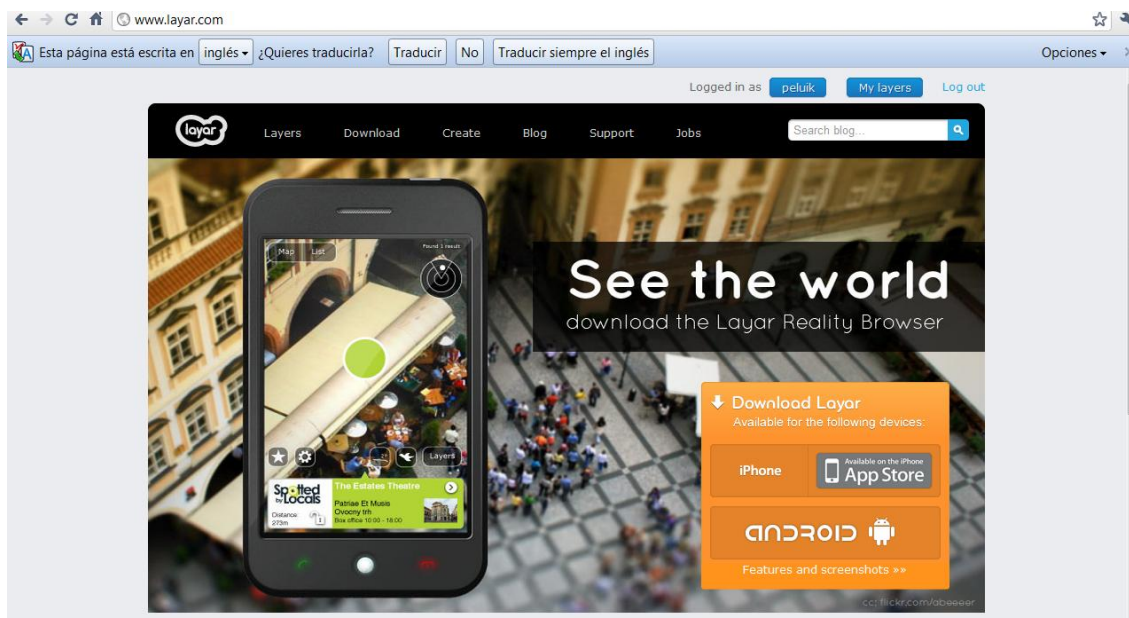 www.layar.com
Esta página está escrita en inglés ¿Quieres traducirla? Traducir No Traducir siempre el inglés Opciones
Logged in as peluik My layers Log out
layar Layers Download Create Blog Support Jobs Search blog...
Map List Found 1 result
See the world
download the Layar Reality Browser
Download Layar
Available for the following devices:
iPhone Available on the iPhone
App Store
ANDROID
Features and screenshots »»
Layers
Spotted by Locals
The Estates Theatre
Patriae Et Musis
Ovocny trh
Box office 10:00 - 18:00
Distance
273m
cc: flickr.com/abeeeer